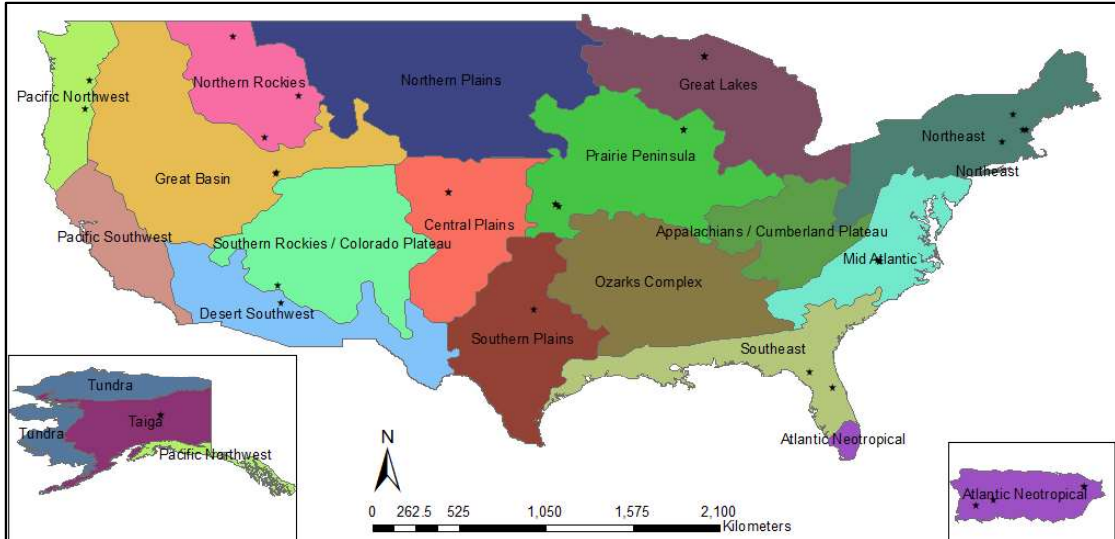 Pacific Northwest
Northern Rockies
Northern Plains
Great Lakes
Northeast
Northeast
Great Basin
Prairie Peninsula
Pacific Southwest
Southern Rockies / Colorado Plateau
Central Plains
Appalachians / Cumberland Plateau
Mid Atlantic
Ozarks Complex
Desert Southwest
Southern Plains
Southeast
Atlantic Neotropical
Tundra
Taiga
Tundra
Pacific Northwest
N
0 262.5 525 1,050 1,575 2,100
Kilometers
Atlantic Neotropical